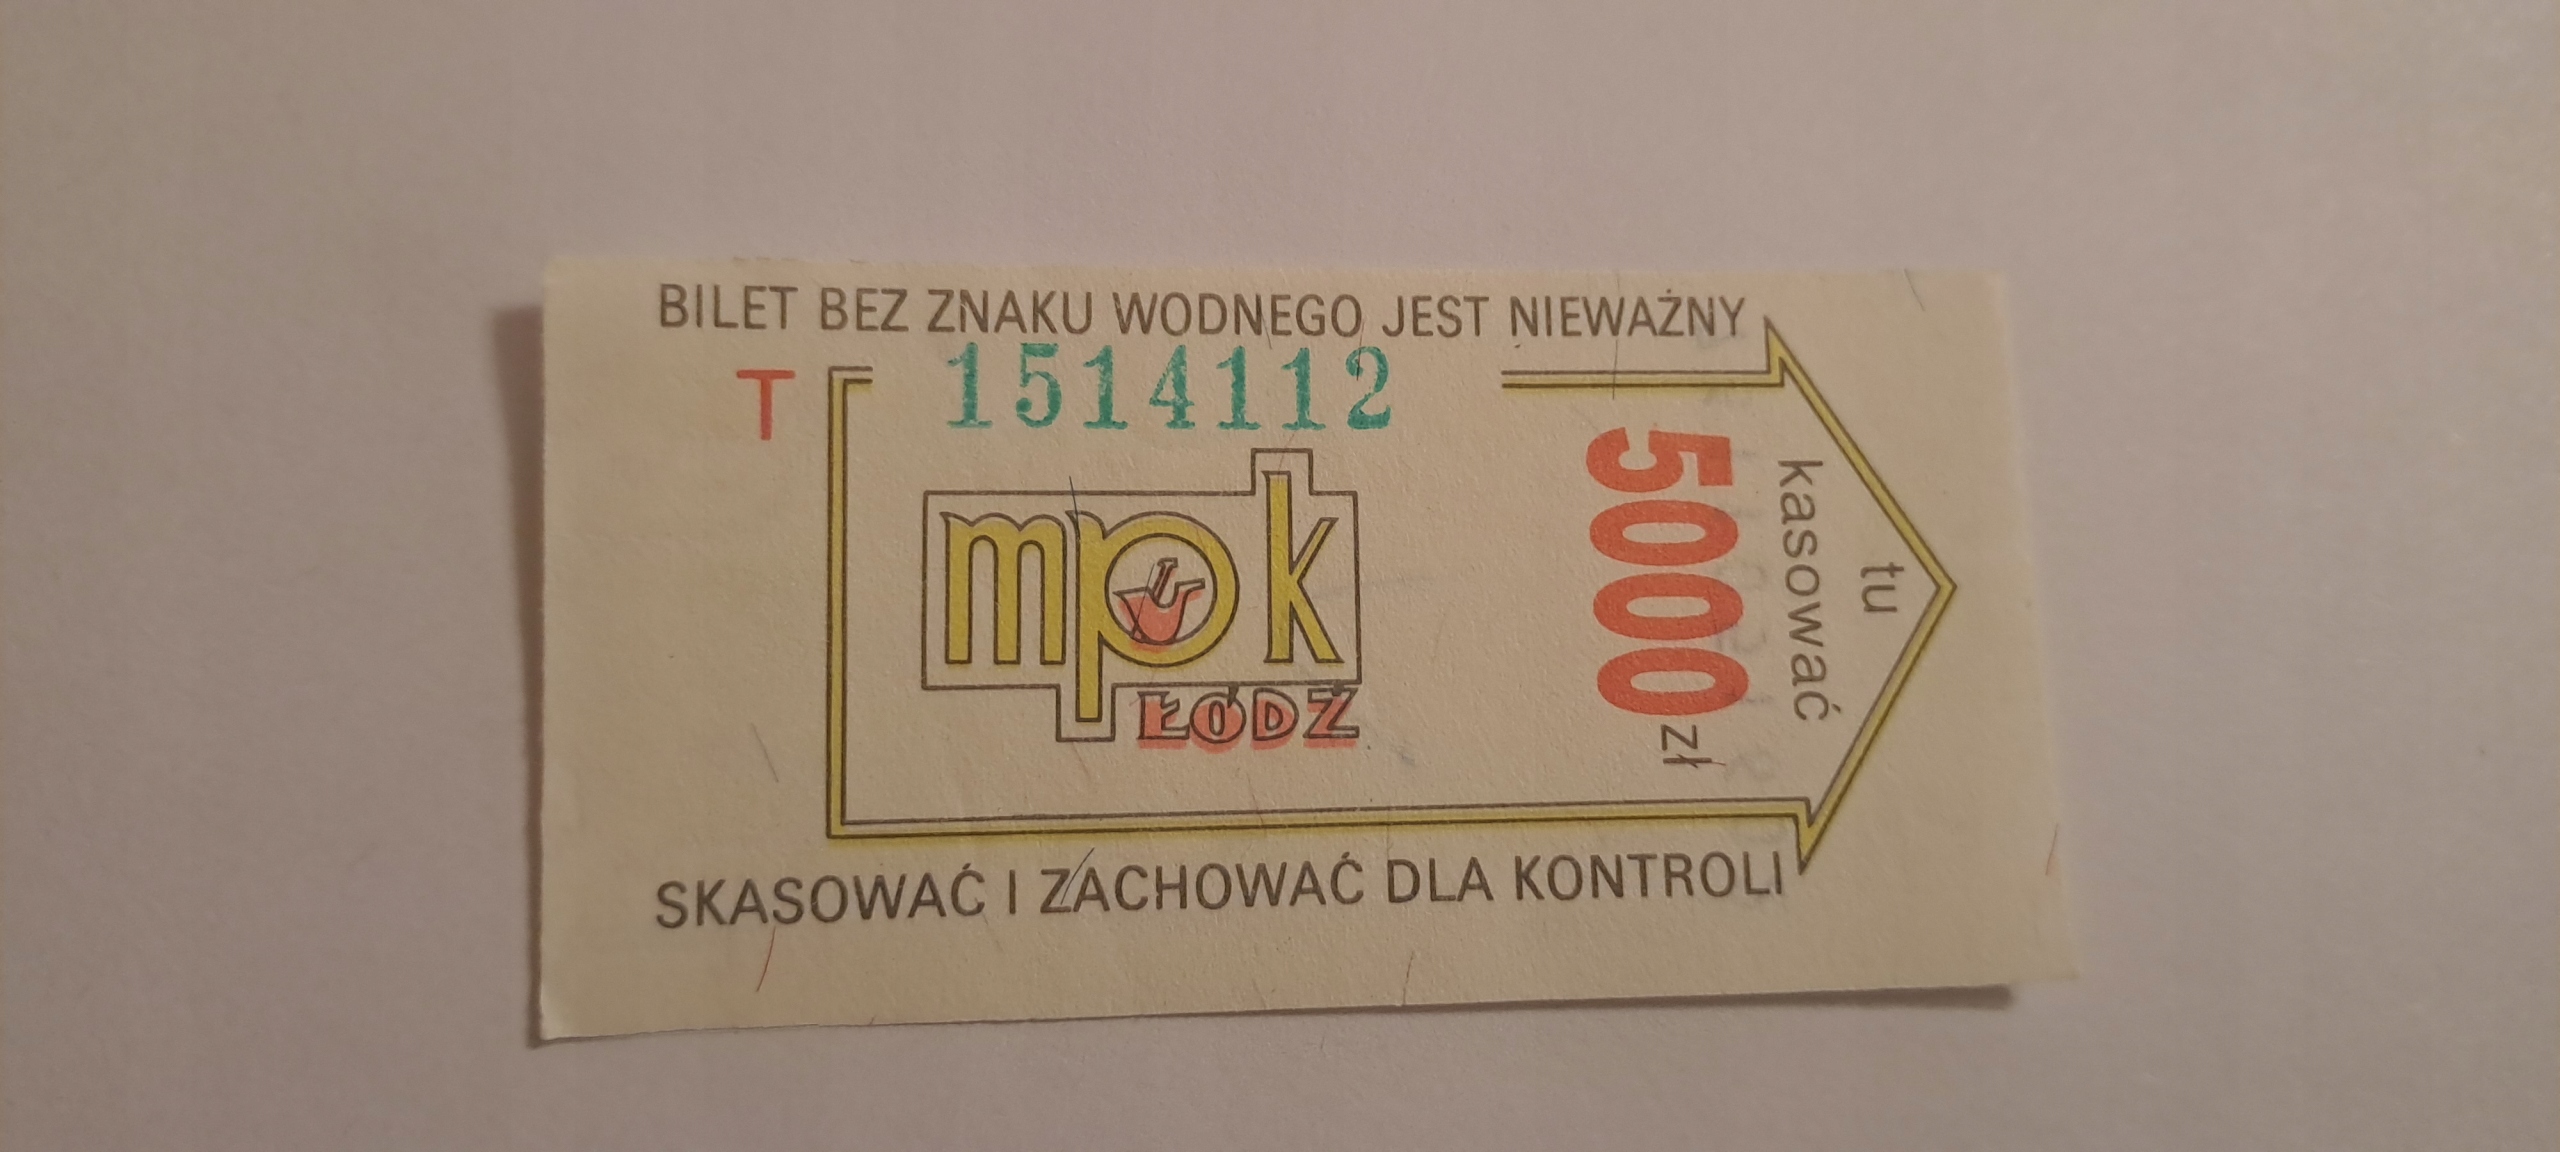 BILET BEZ ZNAKU WODNEGO JEST NIEWAŻNY
T 1514112
mpk
ŁÓDŹ
5000 zł
tu
kasować
SKASOWAĆ I ZACHOWAĆ DLA KONTROLI